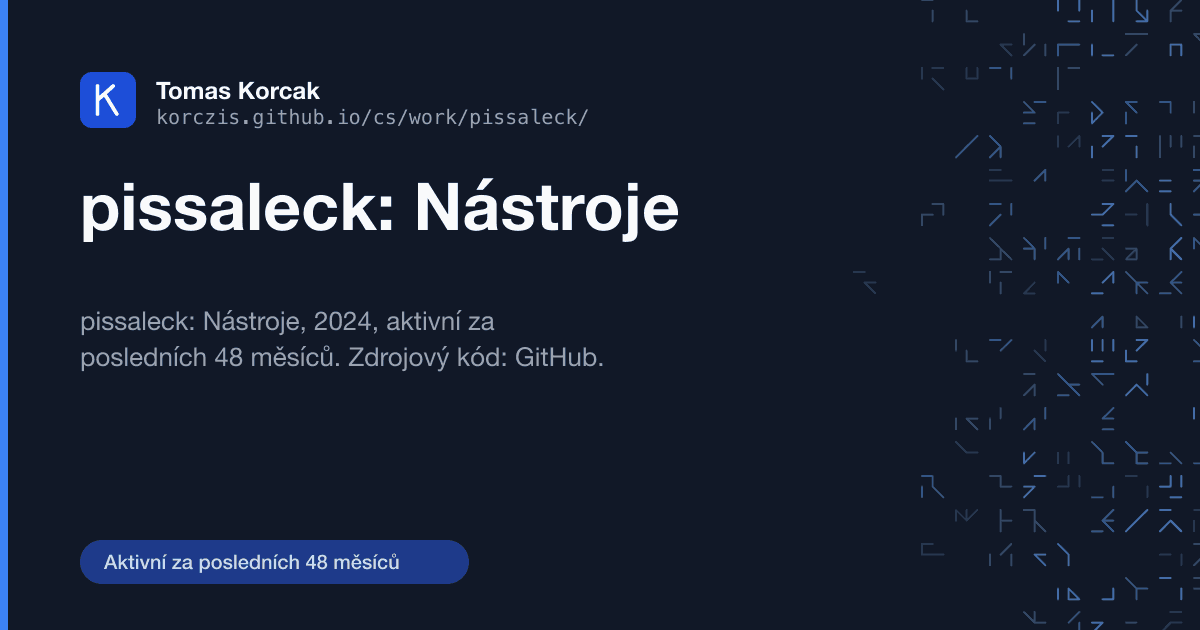 K
Tomas Korcak
korczis.github.io/cs/work/pissaleck/
pissaleck: Nástroje
pissaleck: Nástroje, 2024, aktivní za
posledních 48 měsíců. Zdrojový kód: GitHub.
Aktivní za posledních 48 měsíců